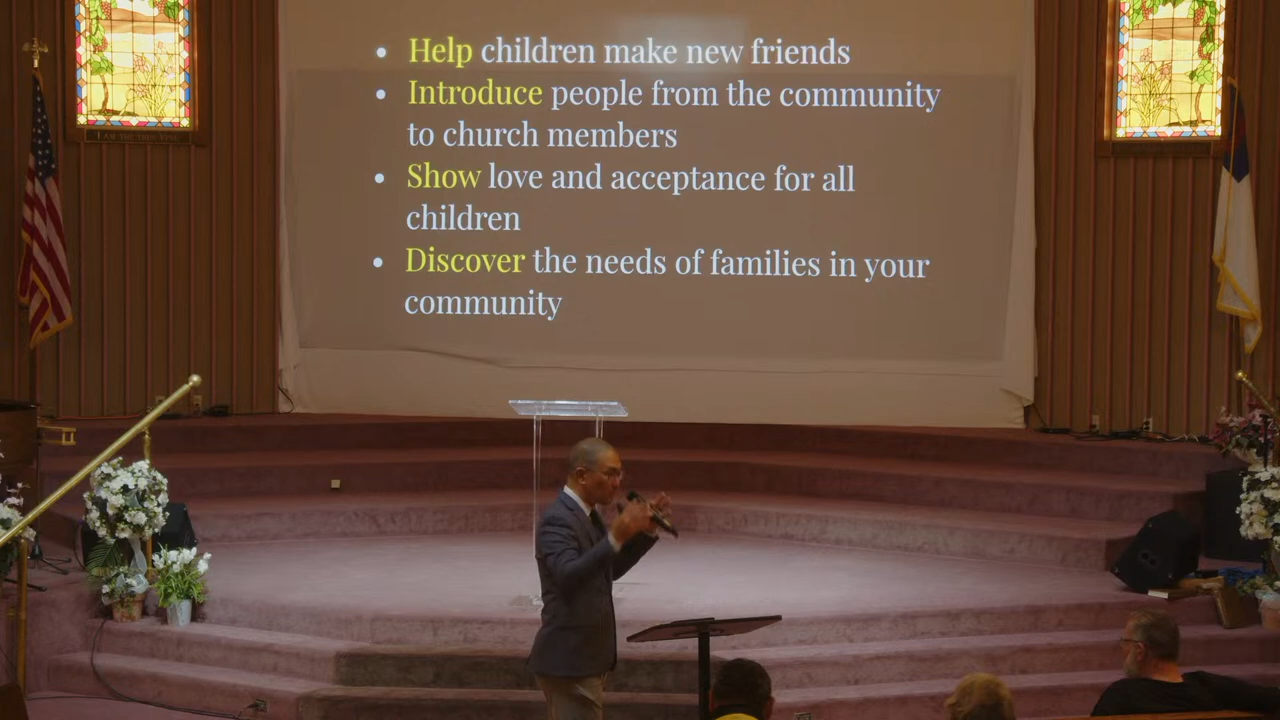 • Help children make new friends
• Introduce people from the community
to church members
• Show love and acceptance for all
children
• Discover the needs of families in your
community